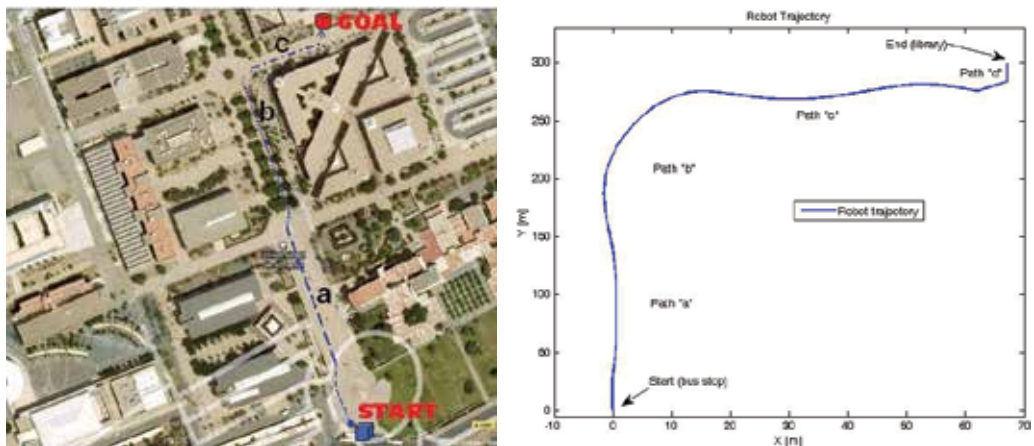 GOAL
c
b
a
START
Robot Trajectory
End (library)
Path "d"
Path "c"
Path "b"
Robot trajectory
Path "a"
Start (bus stop)
Y [m]
300
250
200
150
100
50
0
-10 0 10 20 30 40 50 60 70
X [m]